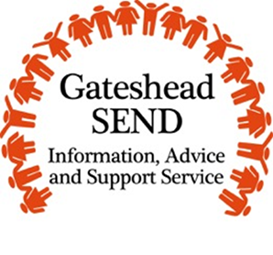 Gateshead
SEND
Information, Advice
and Support Service